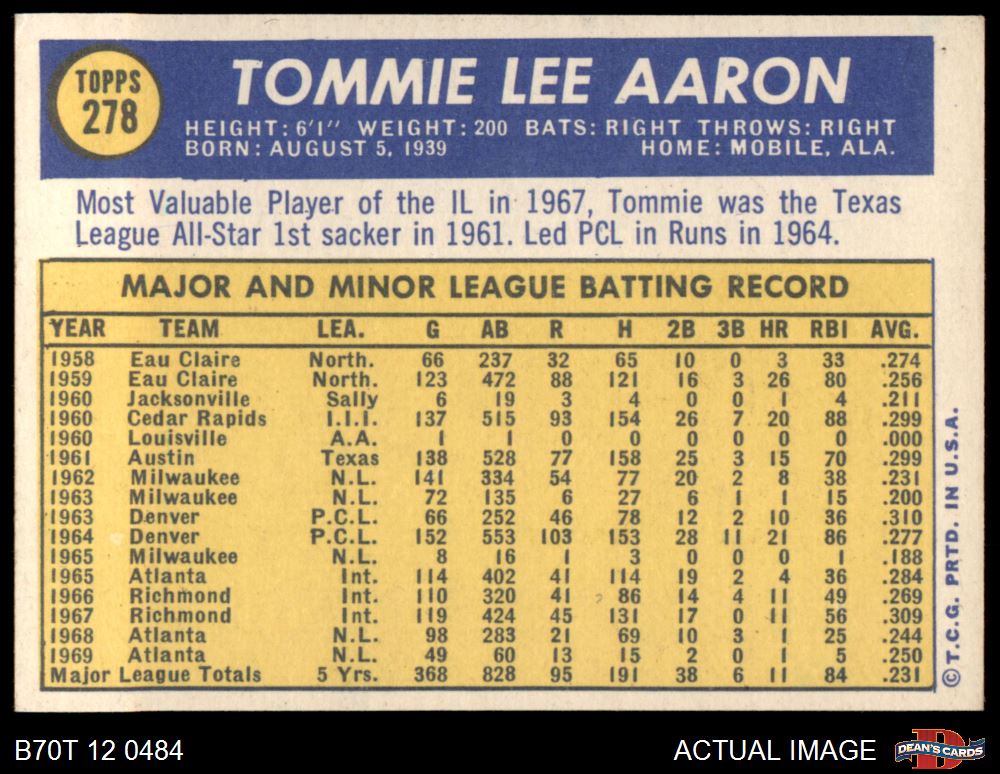 TOPPS
278
TOMMIE LEE AARON
HEIGHT: 6'1" WEIGHT: 200 BATS: RIGHT THROWS: RIGHT
BORN: AUGUST 5, 1939 HOME: MOBILE, ALA.
Most Valuable Player of the IL in 1967, Tommie was the Texas
League All-Star 1st sacker in 1961. Led PCL in Runs in 1964.
MAJOR AND MINOR LEAGUE BATTING RECORD
YEAR TEAM LEA. G AB R H 2B 3B HR RBI AVG.
1958 Eau Claire North. 66 237 32 65 10 0 3 33 .274
1959 Eau Claire North. 123 472 88 121 16 3 26 80 .256
1960 Jacksonville Sally 6 19 3 4 0 0 1 4 .211
1960 Cedar Rapids I.I.I. 137 515 93 154 26 7 20 88 .299
1960 Louisville A.A. 1 1 0 0 0 0 0 0 .000
1961 Austin Texas 138 528 77 158 25 3 15 70 .299
1962 Milwaukee N.L. 141 334 54 77 20 2 8 38 .231
1963 Milwaukee N.L. 72 135 6 27 6 1 1 15 .200
1963 Denver P.C.L. 66 252 46 78 12 2 10 36 .310
1964 Denver P.C.L. 152 553 103 153 28 11 21 86 .277
1965 Milwaukee N.L. 8 16 1 3 0 0 0 1 .188
1965 Atlanta Int. 114 402 41 114 19 2 4 36 .284
1966 Richmond Int. 110 320 41 86 14 4 11 49 .269
1967 Richmond Int. 119 424 45 131 17 0 11 56 .309
1968 Atlanta N.L. 98 283 21 69 10 3 1 25 .244
1969 Atlanta N.L. 49 60 13 15 2 0 1 5 .250
Major League Totals 5 Yrs. 368 828 95 191 38 6 11 84 .231
© T.C.G. PRTD. IN U.S.A.
B70T 12 0484 ACTUAL IMAGE
D
DEAN'S CARDS